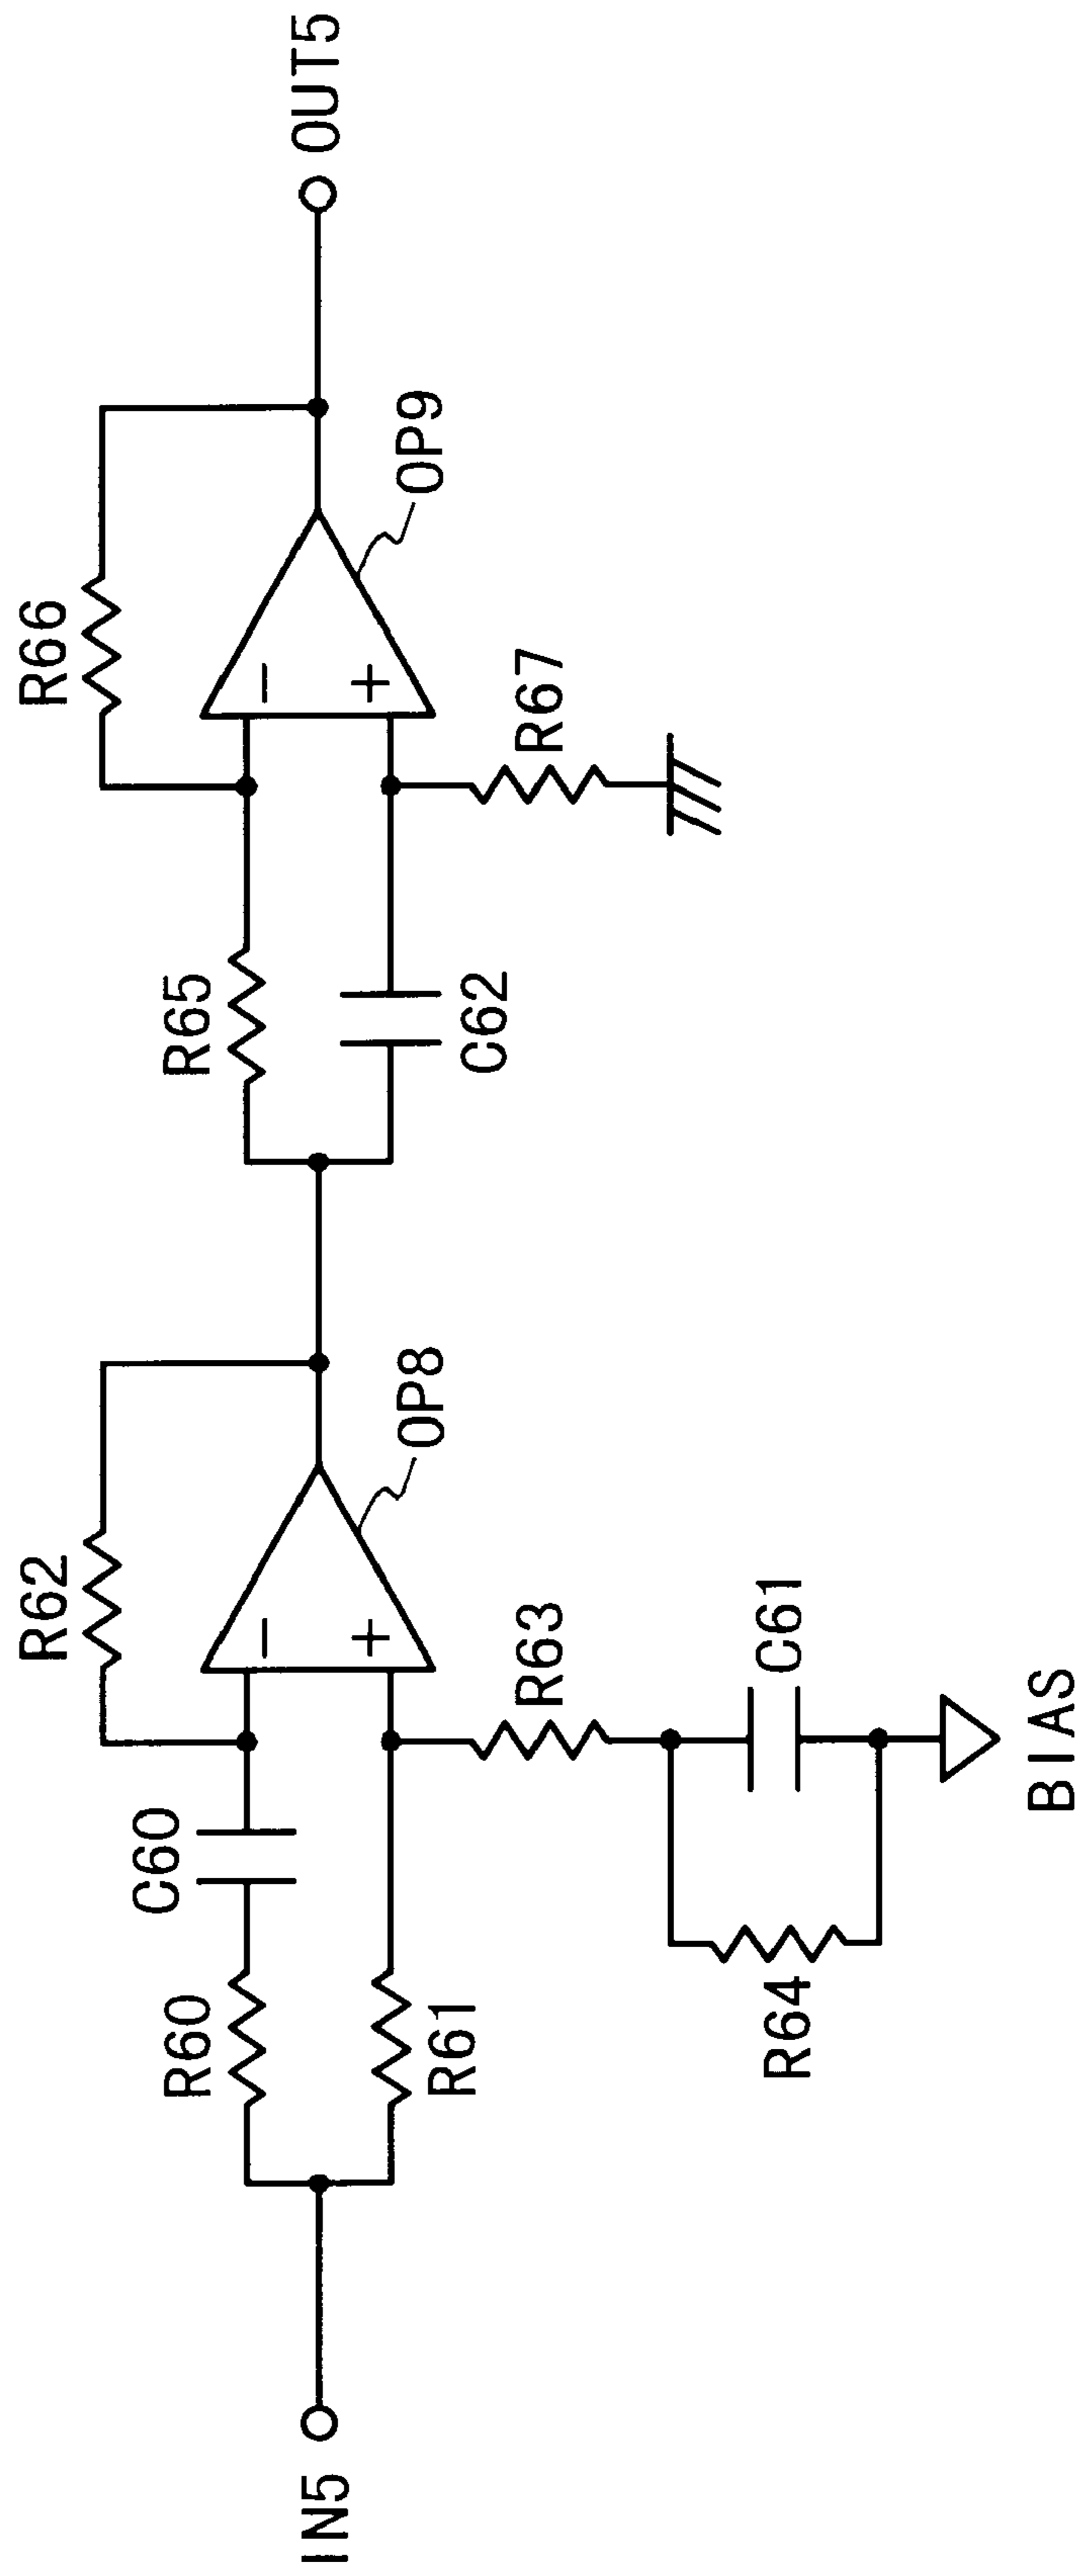 R62
R66
C60
R60
R65
IN5
OUT5
-
-
+
+
R61
OP8
C62
OP9
R63
R67
R64
C61
BIAS